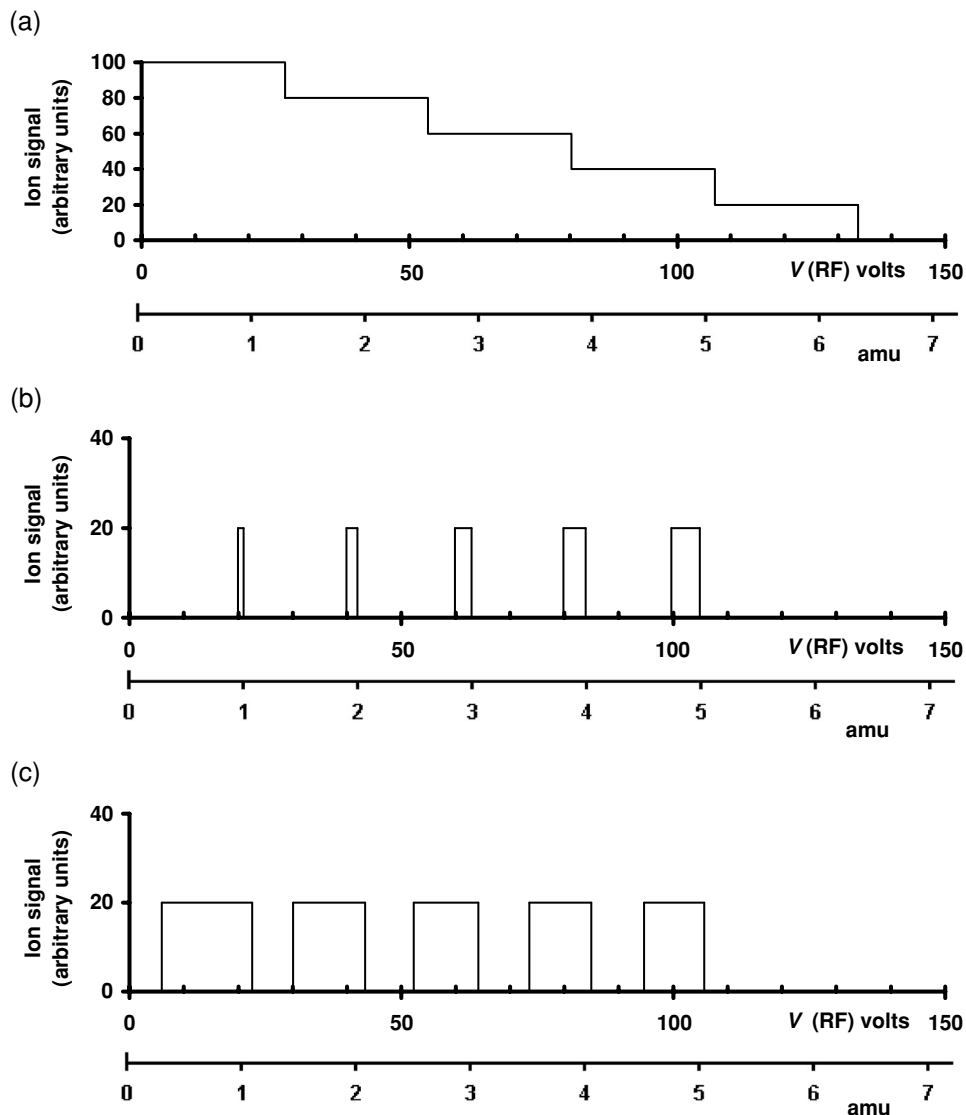 (a)
Ion signal
(arbitrary units)
100
80
60
40
20
0
0 50 100 V (RF) volts 150
0 1 2 3 4 5 6 amu 7
(b)
Ion signal
(arbitrary units)
40
20
0
0 50 100 V (RF) volts 150
0 1 2 3 4 5 6 7
amu
(c)
Ion signal
(arbitrary units)
40
20
0
0 50 100 V (RF) volts 150
0 1 2 3 4 5 6 7
amu